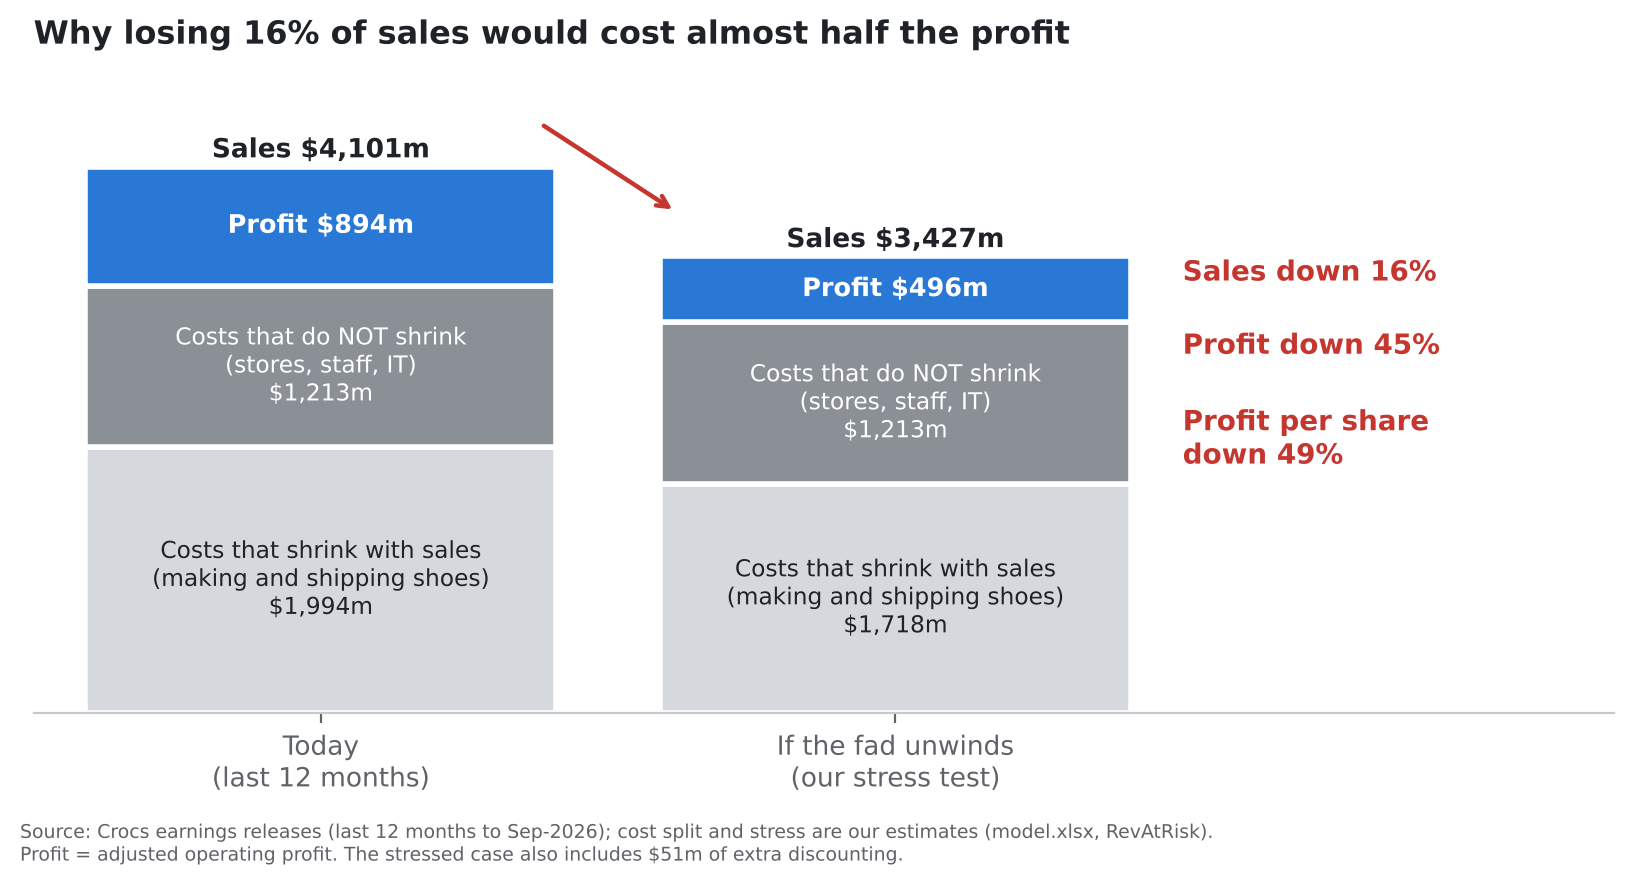 Why losing 16% of sales would cost almost half the profit
Sales $4,101m
Profit $894m
Costs that do NOT shrink
(stores, staff, IT)
$1,213m
Costs that shrink with sales
(making and shipping shoes)
$1,994m
Today
(last 12 months)
Sales $3,427m
Profit $496m
Costs that do NOT shrink
(stores, staff, IT)
$1,213m
Costs that shrink with sales
(making and shipping shoes)
$1,718m
If the fad unwinds
(our stress test)
Sales down 16%
Profit down 45%
Profit per share
down 49%
Source: Crocs earnings releases (last 12 months to Sep-2026); cost split and stress are our estimates (model.xlsx, RevAtRisk).
Profit = adjusted operating profit. The stressed case also includes $51m of extra discounting.